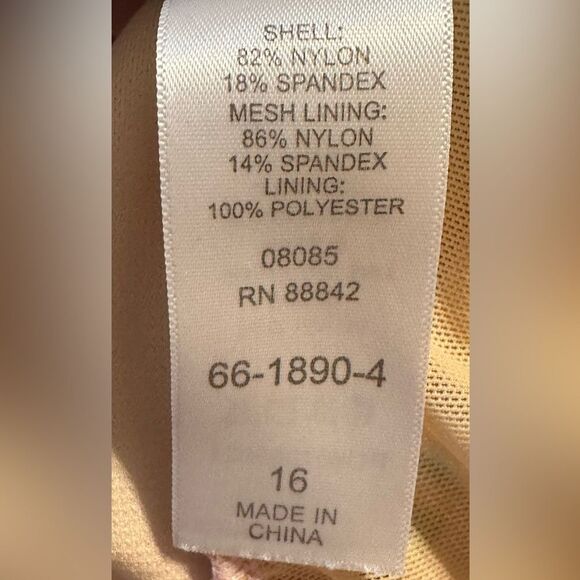 SHELL:
82% NYLON
18% SPANDEX
MESH LINING:
86% NYLON
14% SPANDEX
LINING:
100% POLYESTER
08085
RN 88842
66-1890-4
16
MADE IN
CHINA